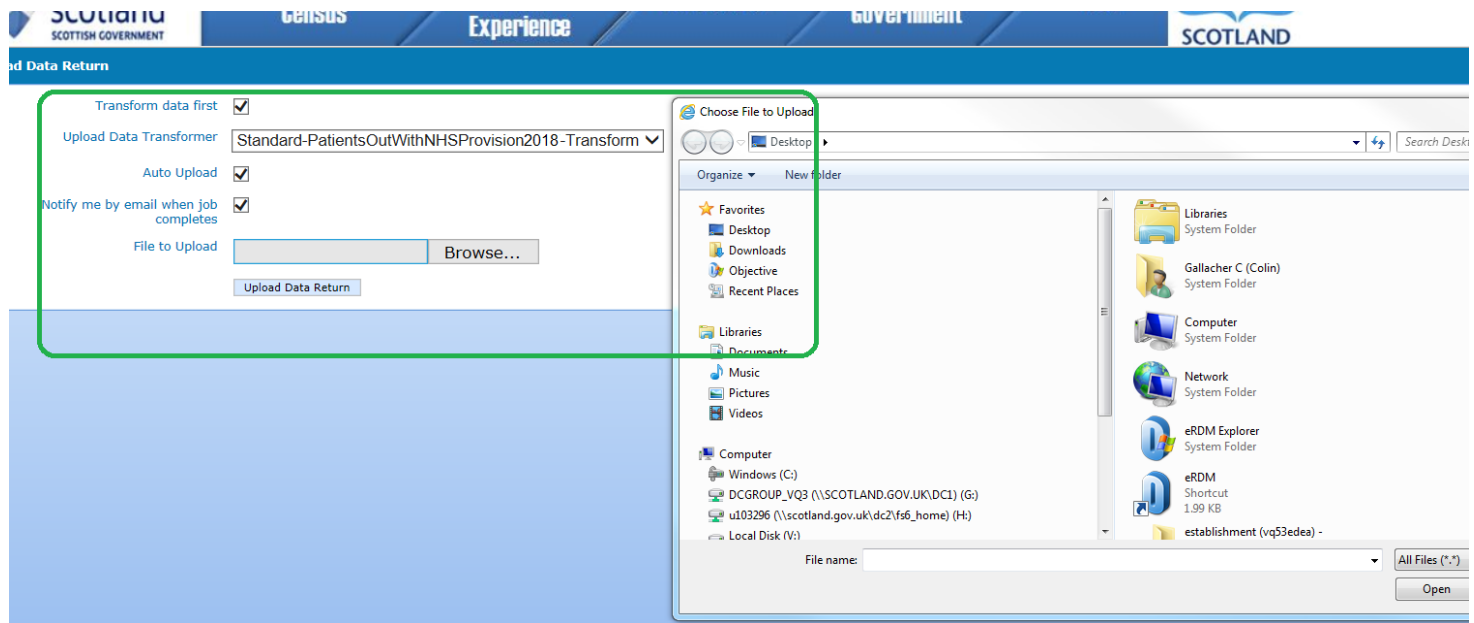 Scotland
SCOTTISH GOVERNMENT
Census
Experience
Government
SCOTLAND
ad Data Return
Transform data first
Upload Data Transformer
Standard-PatientsOutWithNHSProvision2018-Transform
Auto Upload
Notify me by email when job
completes
File to Upload
Browse...
Upload Data Return
Choose File to Upload
Desktop
Search Deskt
Organize
New folder
Favorites
Desktop
Downloads
Objective
Recent Places
Libraries
Documents
Music
Pictures
Videos
Computer
Windows (C:)
DCGROUP_VQ3 (\\SCOTLAND.GOV.UK\DC1) (G:)
u103296 (\\scotland.gov.uk\dc2\fs6_home) (H:)
Local Disk (V:)
Libraries
System Folder
Gallacher C (Colin)
System Folder
Computer
System Folder
Network
System Folder
eRDM Explorer
System Folder
eRDM
Shortcut
1.99 KB
establishment (vq53edea) -
File name:
All Files (*.*)
Open